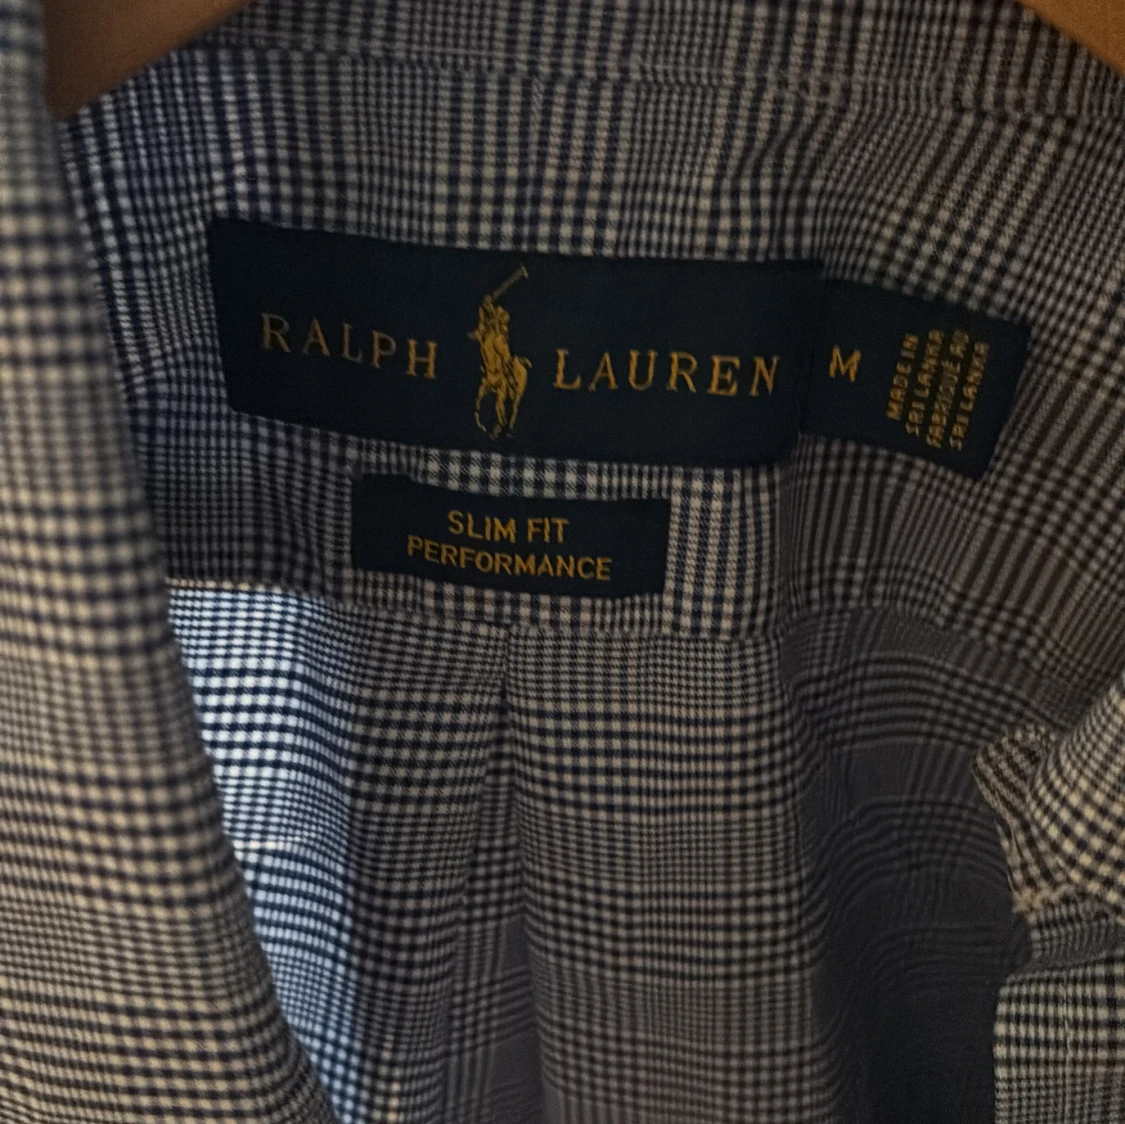 RALPH LAUREN
M
MADE IN
SRI LANKA
FABRIQUÉ AU
SRI LANKA
SLIM FIT
PERFORMANCE